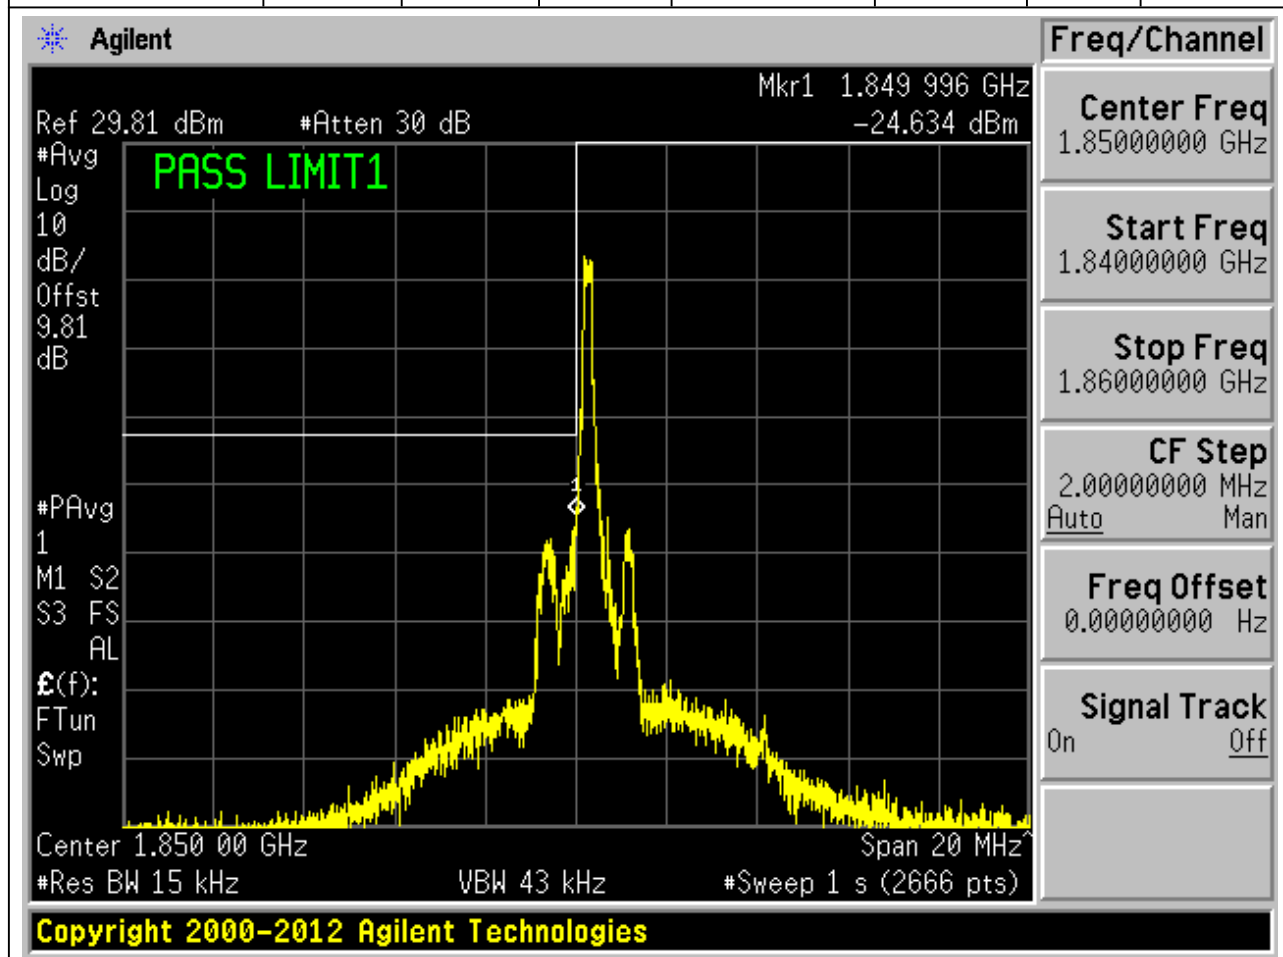 Agilent
Freq/Channel
Mkr1 1.849 996 GHz
Ref 29.81 dBm #Atten 30 dB -24.634 dBm
#Avg
Log
10
dB/
Offst
9.81
dB
PASS LIMIT1
1
#PAvg
1
M1 S2
S3 FS
AL
£(f):
FTun
Swp
Center 1.850 00 GHz Span 20 MHz^
#Res BW 15 kHz VBW 43 kHz #Sweep 1 s (2666 pts)
Copyright 2000-2012 Agilent Technologies
Center Freq
1.85000000 GHz
Start Freq
1.84000000 GHz
Stop Freq
1.86000000 GHz
CF Step
2.00000000 MHz
Auto Man
Freq Offset
0.00000000 Hz
Signal Track
On Off